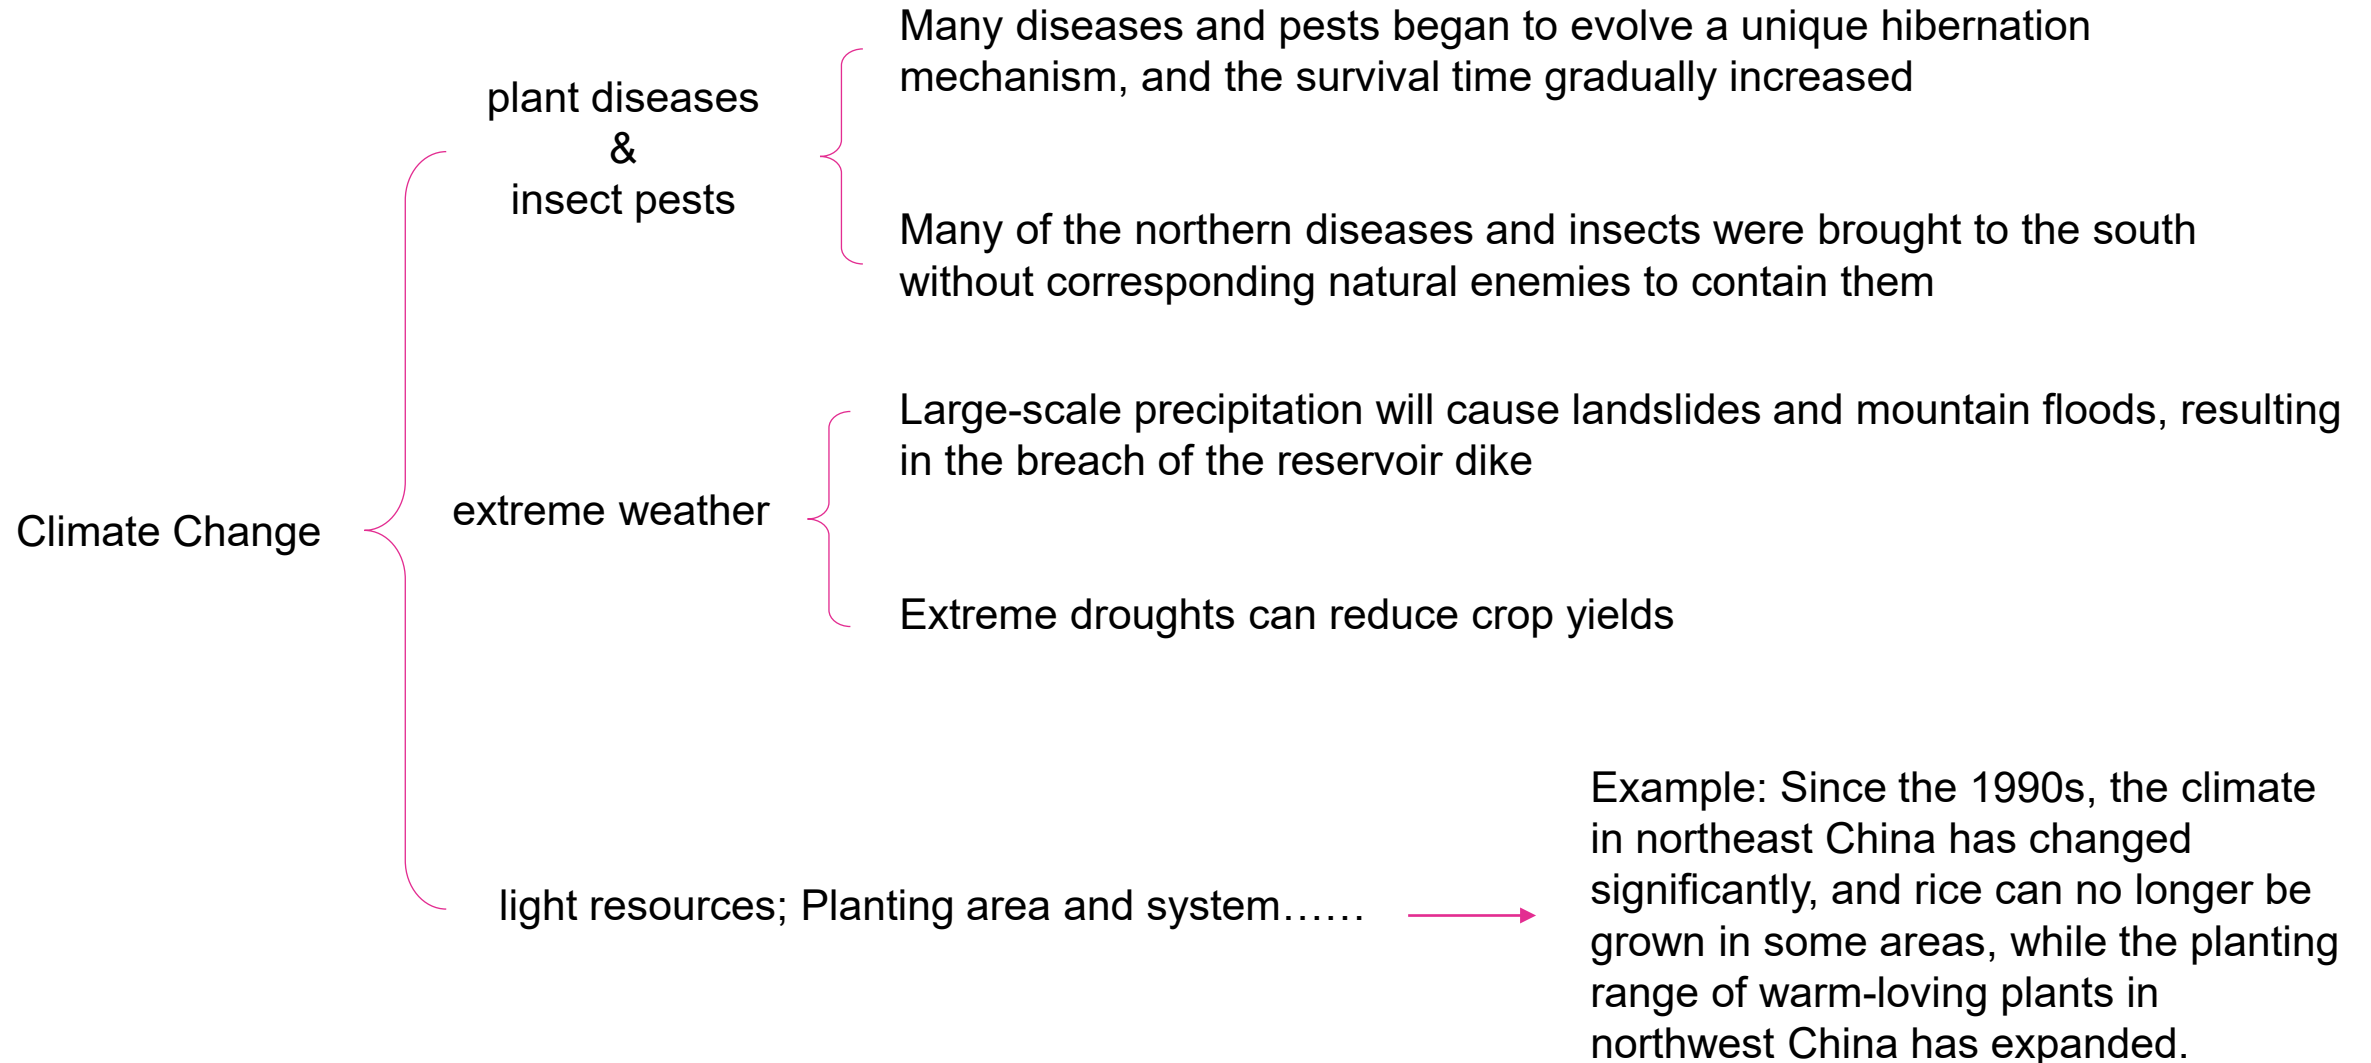 Climate Change
plant diseases
&
insect pests
Many diseases and pests began to evolve a unique hibernation
mechanism, and the survival time gradually increased
Many of the northern diseases and insects were brought to the south
without corresponding natural enemies to contain them
extreme weather
Large-scale precipitation will cause landslides and mountain floods, resulting
in the breach of the reservoir dike
Extreme droughts can reduce crop yields
light resources; Planting area and system……
Example: Since the 1990s, the climate
in northeast China has changed
significantly, and rice can no longer be
grown in some areas, while the planting
range of warm-loving plants in
northwest China has expanded.